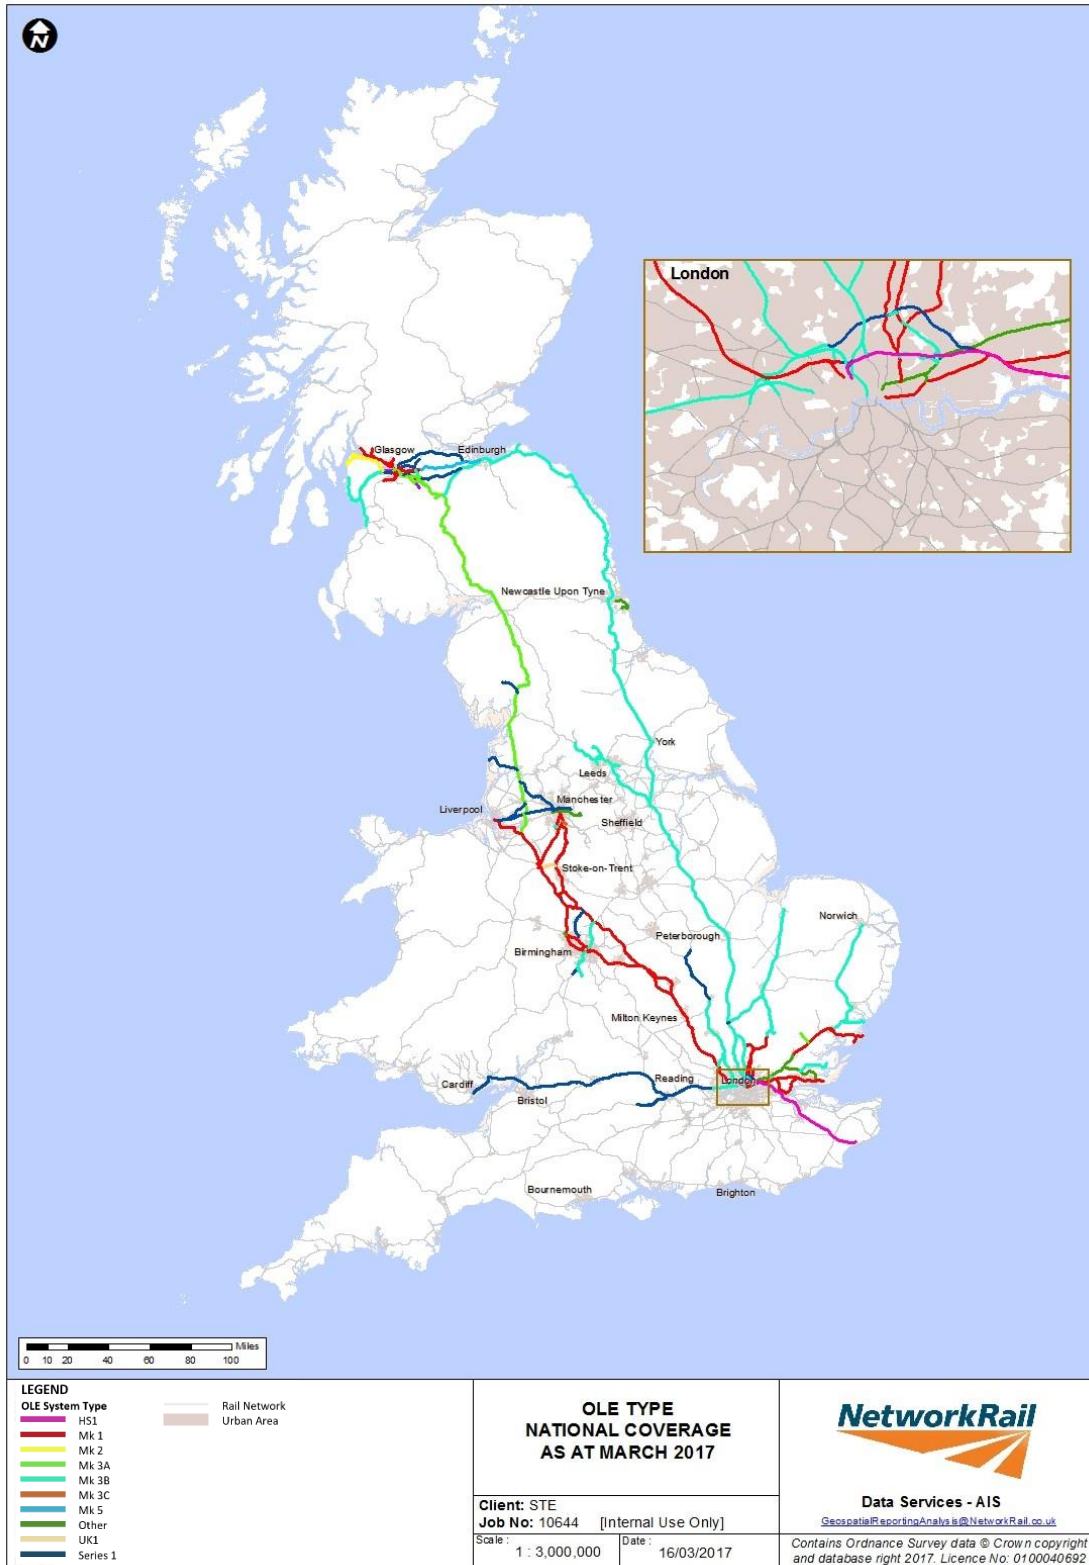 N
London
Glasgow
Edinburgh
Newcastle Upon Tyne
York
Leeds
Manchester
Liverpool
Sheffield
Stoke-on-Trent
Norwich
Peterborough
Birmingham
Milton Keynes
Reading
London
Cardiff
Bristol
Bournemouth
Brighton
Miles
0 10 20 40 60 80 100
LEGEND
OLE System Type
HS1
Mk 1
Mk 2
Mk 3A
Mk 3B
Mk 3C
Mk 5
Other
UK1
Series 1
Rail Network
Urban Area
OLE TYPE
NATIONAL COVERAGE
AS AT MARCH 2017
Client: STE
Job No: 10644 [Internal Use Only]
Scale :
1 : 3,000,000
Date :
16/03/2017
NetworkRail
Data Services - AIS
GeospatialReportingAnalysis@NetworkRail.co.uk
Contains Ordnance Survey data © Crown copyright
and database right 2017. Licence No: 0100040692